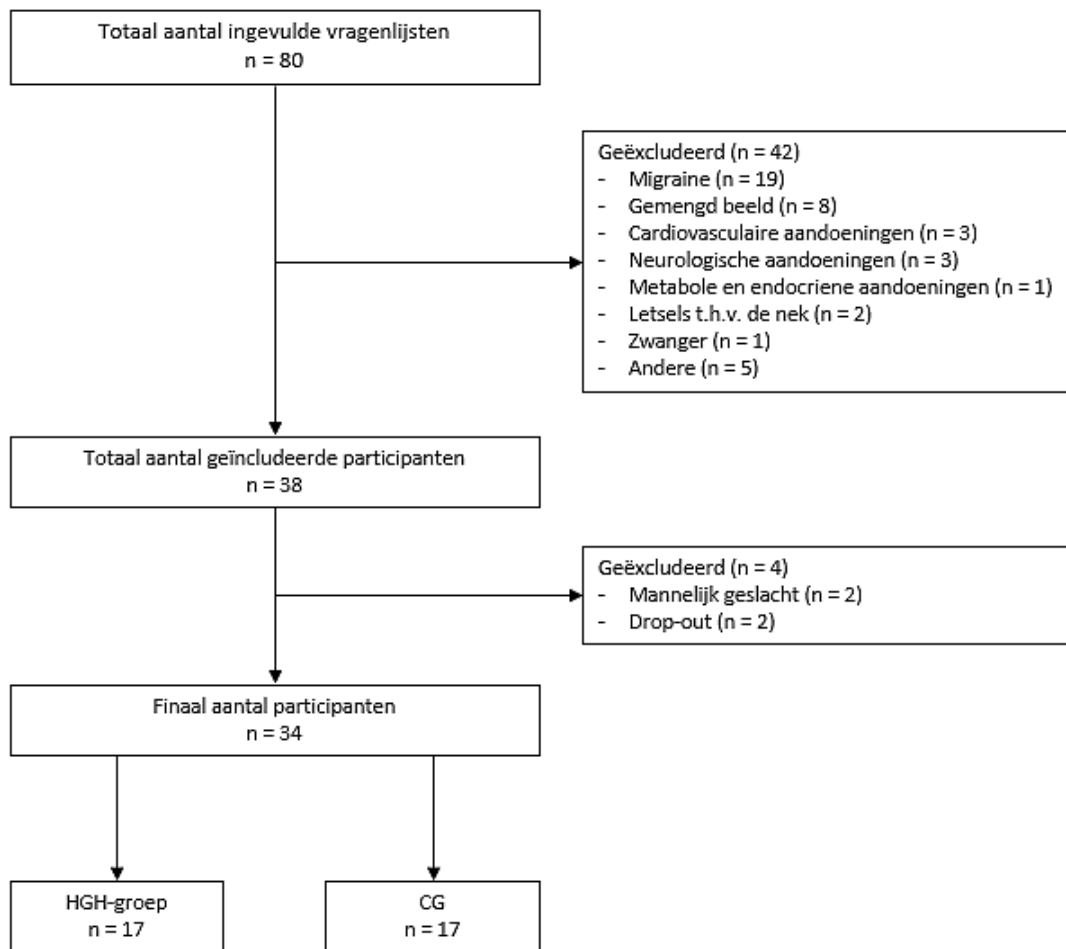 Totaal aantal ingevulde vragenlijsten
n = 80
Geëxcludeerd (n = 42)
- Migraine (n = 19)
- Gemengd beeld (n = 8)
- Cardiovasculaire aandoeningen (n = 3)
- Neurologische aandoeningen (n = 3)
- Metabole en endocriene aandoeningen (n = 1)
- Letsels t.h.v. de nek (n = 2)
- Zwanger (n = 1)
- Andere (n = 5)
Totaal aantal geïncludeerde participanten
n = 38
Geëxcludeerd (n = 4)
- Mannelijk geslacht (n = 2)
- Drop-out (n = 2)
Finaal aantal participanten
n = 34
HGH-groep
n = 17
CG
n = 17